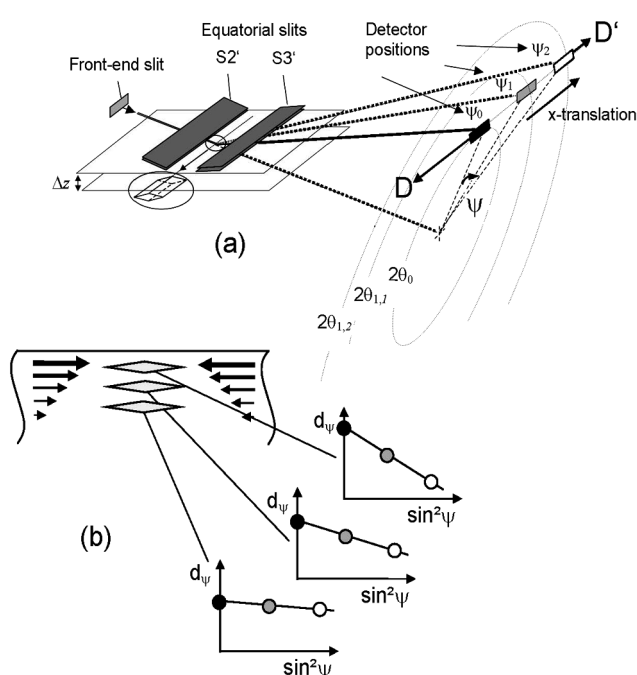 Equatorial slits
S2‘ S3‘
Front-end slit
Detector
positions
ψ2
D‘
ψ1
ψ0
x-translation
Δz
D
ψ
(a)
2θ0
2θ1,1
2θ1,2
dψ
sin²ψ
(b)
dψ
sin²ψ
dψ
sin²ψ